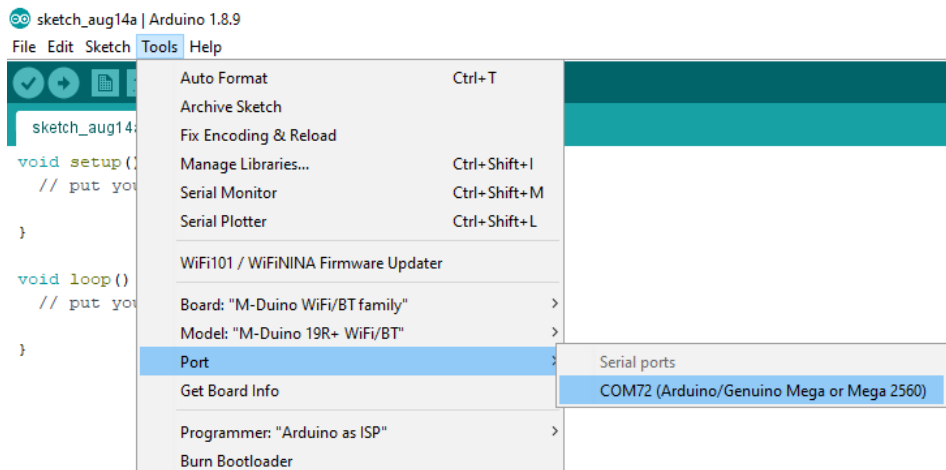 sketch_aug14a | Arduino 1.8.9
File Edit Sketch Tools Help
Auto Format Ctrl+T
Archive Sketch
sketch_aug14a
Fix Encoding & Reload
void setup()
Manage Libraries... Ctrl+Shift+I
// put you
Serial Monitor Ctrl+Shift+M
Serial Plotter Ctrl+Shift+L
}
WiFi101 / WiFiNINA Firmware Updater
void loop()
// put you
Board: "M-Duino WiFi/BT family"
Model: "M-Duino 19R+ WiFi/BT"
}
Port
Serial ports
Get Board Info
COM72 (Arduino/Genuino Mega or Mega 2560)
Programmer: "Arduino as ISP"
Burn Bootloader